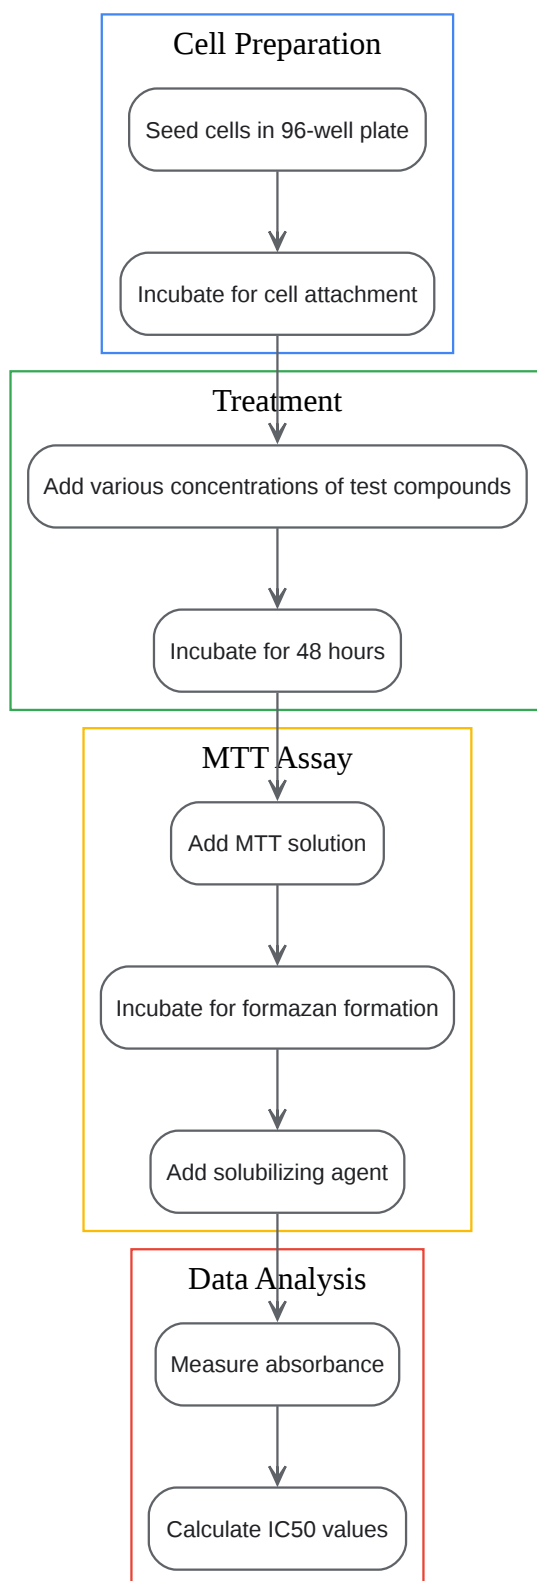 Cell Preparation
Seed cells in 96-well plate
Incubate for cell attachment
Treatment
Add various concentrations of test compounds
Incubate for 48 hours
MTT Assay
Add MTT solution
Incubate for formazan formation
Add solubilizing agent
Data Analysis
Measure absorbance
Calculate IC50 values